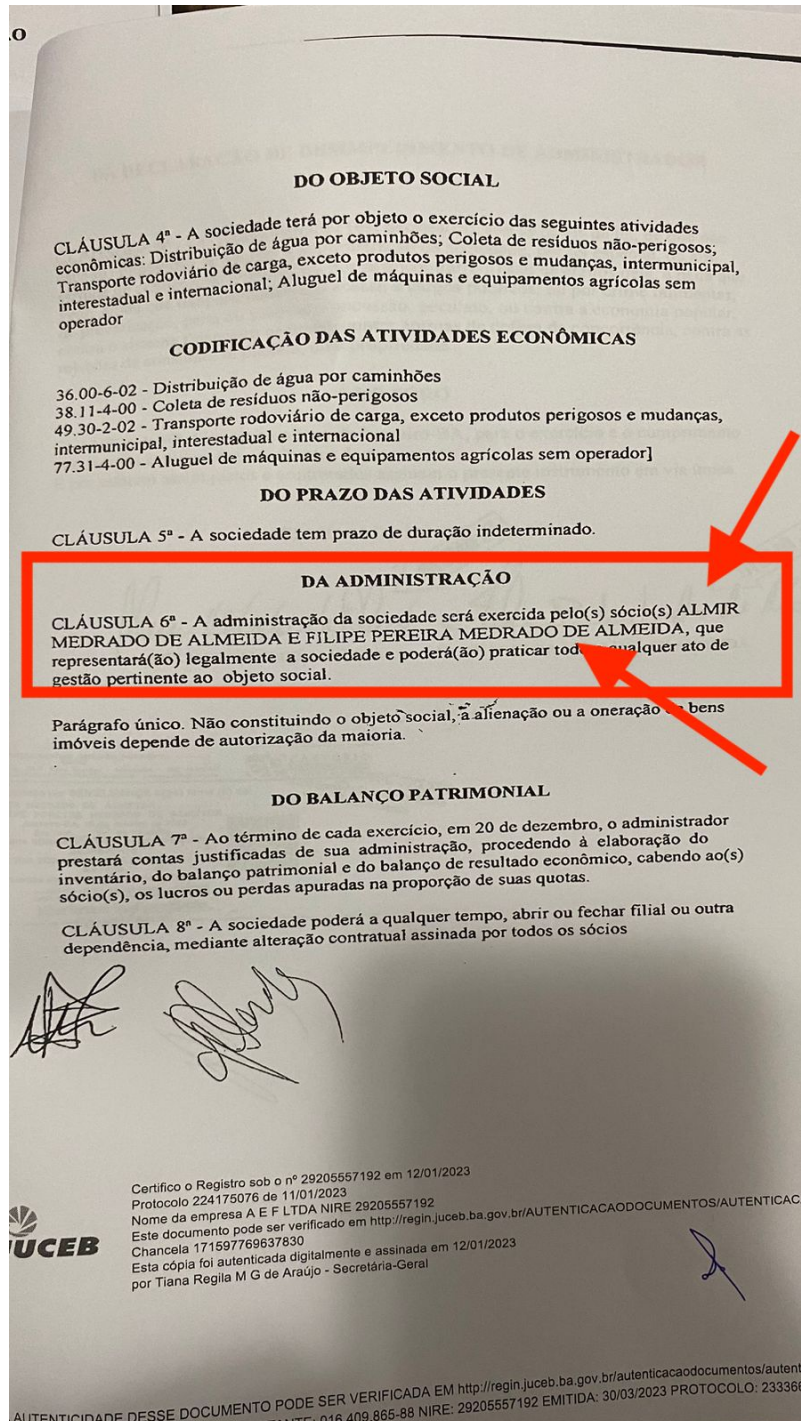 .O
DO OBJETO SOCIAL
CLÁUSULA 4ª - A sociedade terá por objeto o exercício das seguintes atividades
econômicas: Distribuição de água por caminhões; Coleta de resíduos não-perigosos;
Transporte rodoviário de carga, exceto produtos perigosos e mudanças, intermunicipal,
interestadual e internacional; Aluguel de máquinas e equipamentos agrícolas sem
operador
CODIFICAÇÃO DAS ATIVIDADES ECONÔMICAS
36.00-6-02 - Distribuição de água por caminhões
38.11-4-00 - Coleta de resíduos não-perigosos
49.30-2-02 - Transporte rodoviário de carga, exceto produtos perigosos e mudanças,
intermunicipal, interestadual e internacional
77.31-4-00 - Aluguel de máquinas e equipamentos agrícolas sem operador]
DO PRAZO DAS ATIVIDADES
CLÁUSULA 5ª - A sociedade tem prazo de duração indeterminado.
DA ADMINISTRAÇÃO
CLÁUSULA 6ª - A administração da sociedade será exercida pelo(s) sócio(s) ALMIR
MEDRADO DE ALMEIDA E FILIPE PEREIRA MEDRADO DE ALMEIDA, que
representará(ão) legalmente a sociedade e poderá(ão) praticar qualquer ato de
gestão pertinente ao objeto social.
Parágrafo único. Não constituindo o objeto social, a alienação ou a oneração bens
imóveis depende de autorização da maioria.
DO BALANÇO PATRIMONIAL
CLÁUSULA 7ª - Ao término de cada exercício, em 20 de dezembro, o administrador
prestará contas justificadas de sua administração, procedendo à elaboração do
inventário, do balanço patrimonial e do balanço de resultado econômico, cabendo ao(s)
sócio(s), os lucros ou perdas apuradas na proporção de suas quotas.
CLÁUSULA 8ª - A sociedade poderá a qualquer tempo, abrir ou fechar filial ou outra
dependência, mediante alteração contratual assinada por todos os sócios
Certifico o Registro sob o nº 29205557192 em 12/01/2023
Protocolo 224175076 de 11/01/2023
Nome da empresa A E F LTDA NIRE 29205557192
Este documento pode ser verificado em http://regin.juceb.ba.gov.br/AUTENTICACAODOCUMENTOS/AUTENTICAC
Chancela 171597769637830
Esta cópia foi autenticada digitalmente e assinada em 12/01/2023
por Tiana Regila M G de Araújo - Secretária-Geral
JUCEB
AUTENTICIDADE DESSE DOCUMENTO PODE SER VERIFICADA EM http://regin.juceb.ba.gov.br/autenticacaodocumentos/autent
016.409.865-88 NIRE: 29205557192 EMITIDA: 30/03/2023 PROTOCOLO: 233366